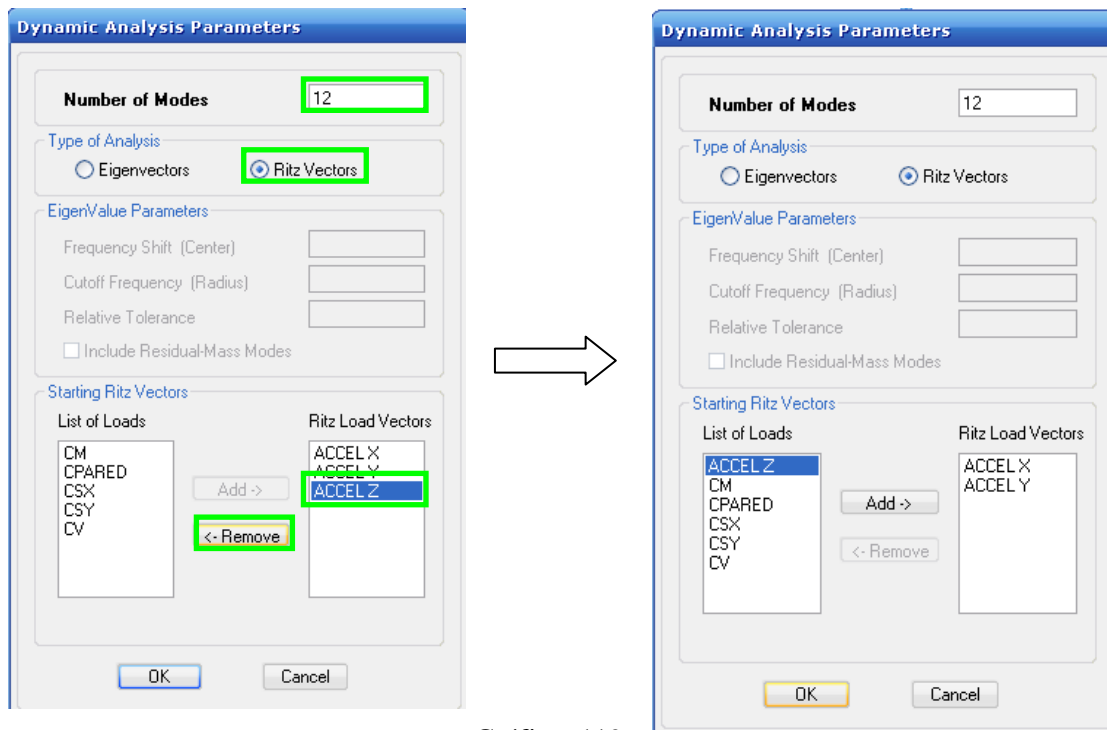 Dynamic Analysis Parameters
Number of Modes 12
Type of Analysis
Eigenvectors Ritz Vectors
EigenValue Parameters
Frequency Shift (Center)
Cutoff Frequency (Radius)
Relative Tolerance
Include Residual-Mass Modes
Starting Ritz Vectors
List of Loads Ritz Load Vectors
CM ACCEL X
CPARED ACCEL Y
CSX Add -> ACCEL Z
CSY
CV <- Remove
OK Cancel
Dynamic Analysis Parameters
Number of Modes 12
Type of Analysis
Eigenvectors Ritz Vectors
EigenValue Parameters
Frequency Shift (Center)
Cutoff Frequency (Radius)
Relative Tolerance
Include Residual-Mass Modes
Starting Ritz Vectors
List of Loads Ritz Load Vectors
ACCEL Z ACCEL X
CM ACCEL Y
CPARED Add ->
CSX
CSY <- Remove
CV
OK Cancel